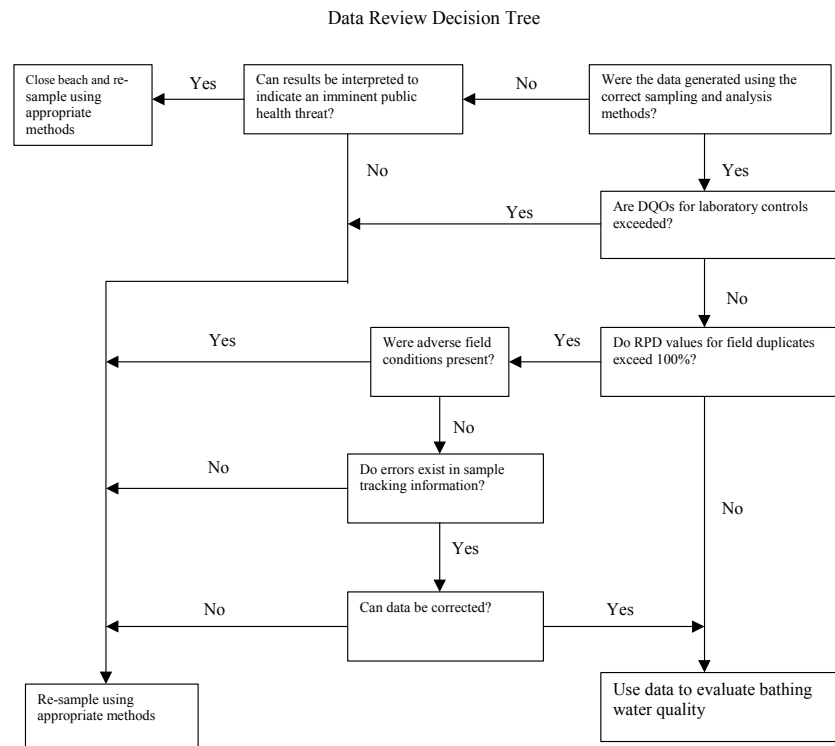 Data Review Decision Tree
Close beach and re-
sample using
appropriate
methods
Yes
Can results be interpreted to
indicate an imminent public
health threat?
No
Were the data generated using the
correct sampling and analysis
methods?
No
Yes
Are DQOs for laboratory controls
exceeded?
Yes
No
Do RPD values for field duplicates
exceed 100%?
Yes
Were adverse field
conditions present?
Yes
No
Do errors exist in sample
tracking information?
No
No
Yes
Can data be corrected?
No
Yes
Re-sample using
appropriate methods
Use data to evaluate bathing
water quality